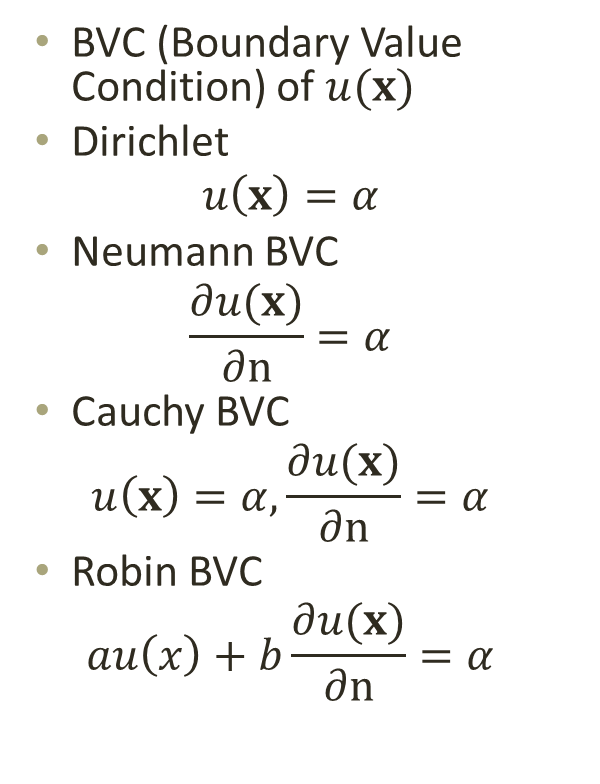 • BVC (Boundary Value
Condition) of 𝑢(𝐱)
• Dirichlet
𝑢(𝐱) = 𝛼
• Neumann BVC
∂𝑢(𝐱)/∂n = 𝛼
• Cauchy BVC
𝑢(𝐱) = 𝛼, ∂𝑢(𝐱)/∂n = 𝛼
• Robin BVC
𝑎𝑢(𝑥) + 𝑏 ∂𝑢(𝐱)/∂n = 𝛼